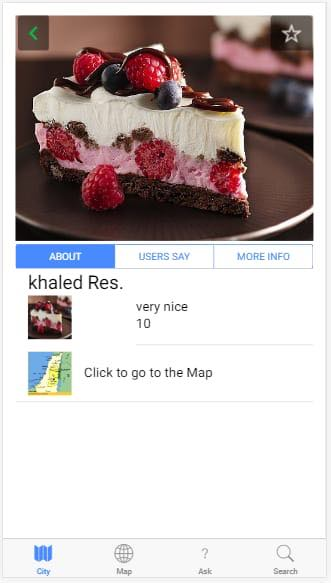 ABOUT
USERS SAY
MORE INFO
khaled Res.
very nice
10
Click to go to the Map
City
Map
?
Ask
Search